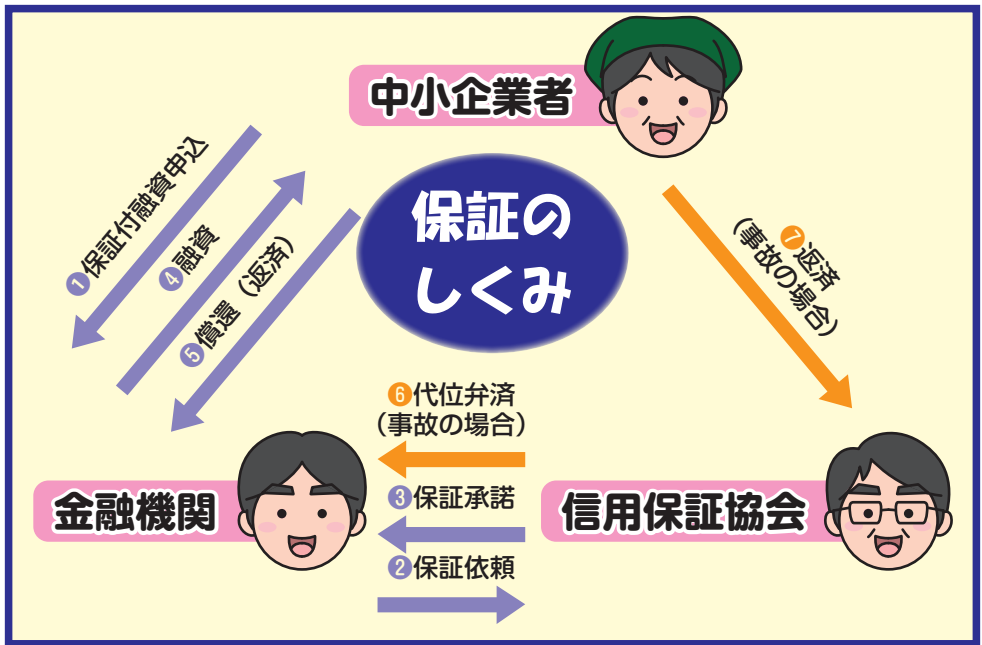 中小企業者
保証の
しくみ
❶保証付融資申込
❹融資
❺償還（返済）
❼返済
（事故の場合）
❻代位弁済
（事故の場合）
❸保証承諾
❷保証依頼
金融機関
信用保証協会